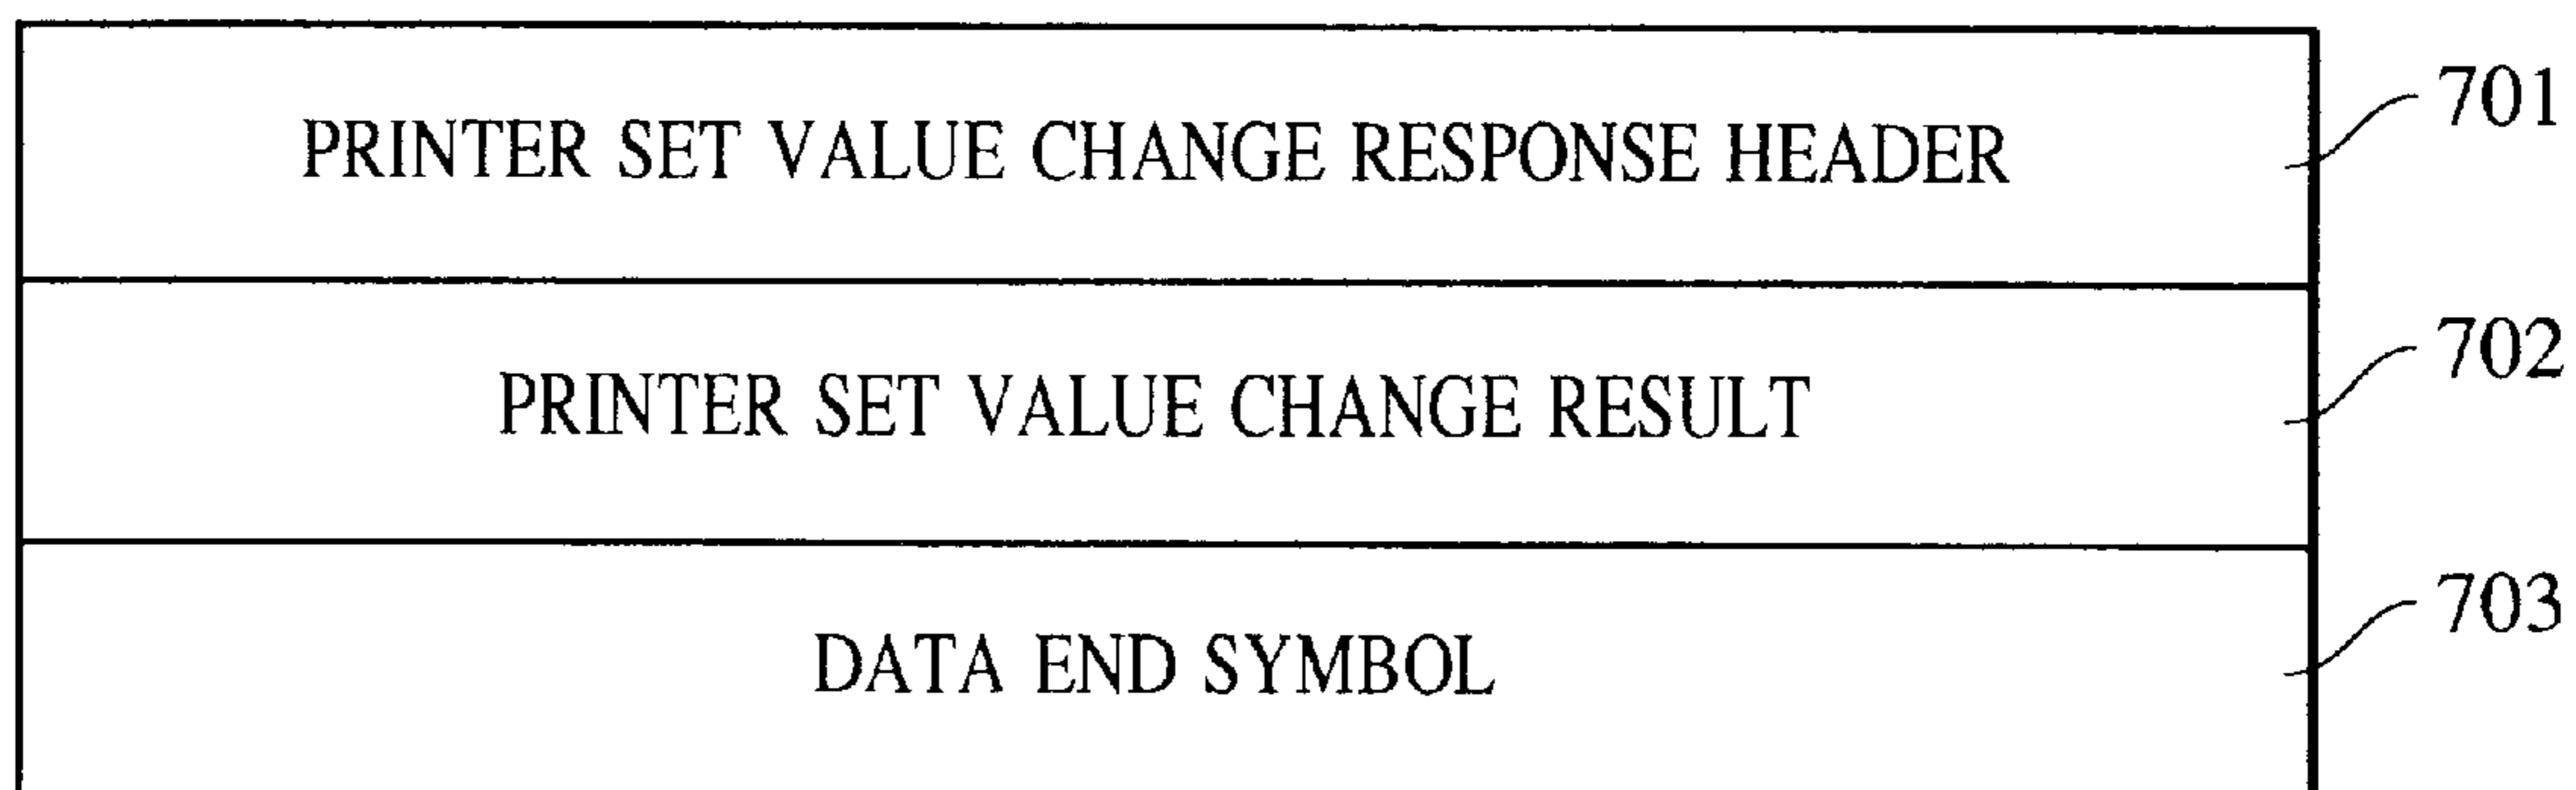 PRINTER SET VALUE CHANGE RESPONSE HEADER 701
PRINTER SET VALUE CHANGE RESULT 702
DATA END SYMBOL 703